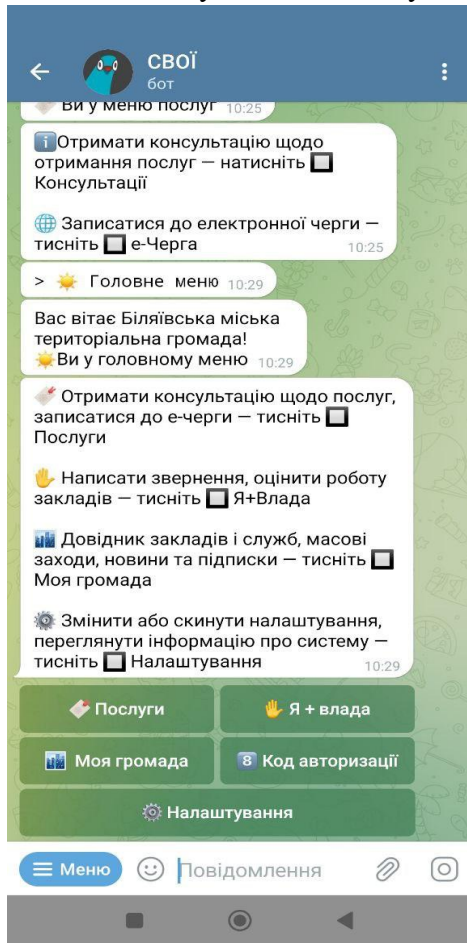 СВОЇ
бот
Ви у меню послуг 10:25
Отримати консультацію щодо
отримання послуг — натисніть
Консультації
Записатися до електронної черги —
тисніть е-Черга 10:25
> Головне меню 10:29
Вас вітає Біляївська
міська
територіальна громада!
Ви у головному меню 10:29
Отримати консультацію щодо послуг,
записатися до е-черги — тисніть
Послуги
Написати звернення, оцінити роботу
закладів — тисніть Я+Влада
Довідник закладів і служб, масові
заходи, новини та підписки — тисніть
Моя громада
Змінити або скинути налаштування,
переглянути інформацію про систему —
тисніть Налаштування 10:29
Послуги
Я + влада
Моя громада
8 Код авторизації
Налаштування
Меню
Повідомлення